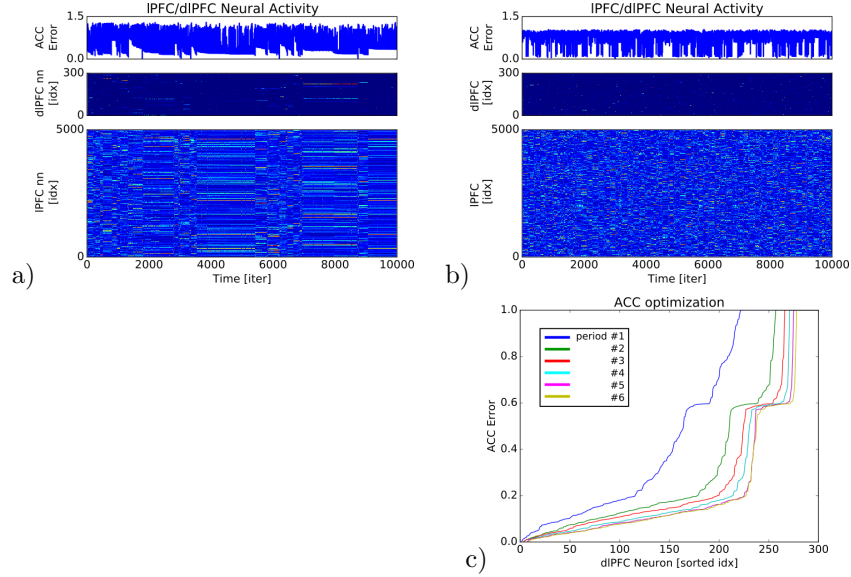 lPFC/dlPFC Neural Activity
1.5
ACC
Error
0.0
300
dlPFC nn
[idx]
0
5000
lPFC nn
[idx]
0
0 2000 4000 6000 8000 10000
Time [iter]
a)
lPFC/dlPFC Neural Activity
1.5
ACC
Error
0.0
300
dlPFC
[idx]
0
5000
lPFC
[idx]
0
0 2000 4000 6000 8000 10000
Time [iter]
b)
ACC optimization
1.0
0.8
0.6
0.4
0.2
0.0
ACC Error
period #1
#2
#3
#4
#5
#6
0 50 100 150 200 250 300
dlPFC Neuron [sorted idx]
c)